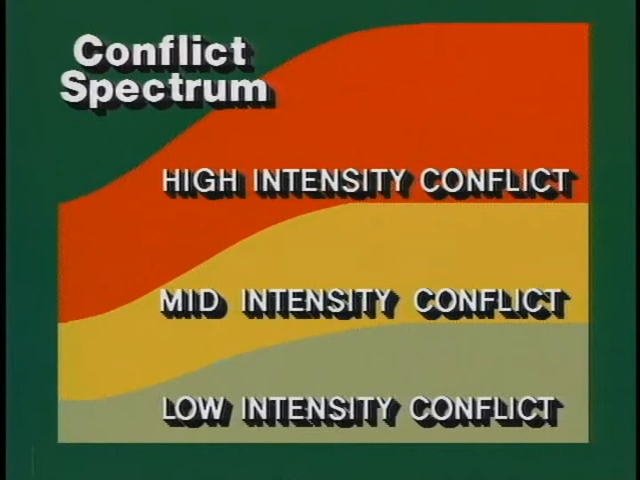 Conflict
Spectrum
HIGH INTENSITY CONFLICT
MID INTENSITY CONFLICT
LOW INTENSITY CONFLICT